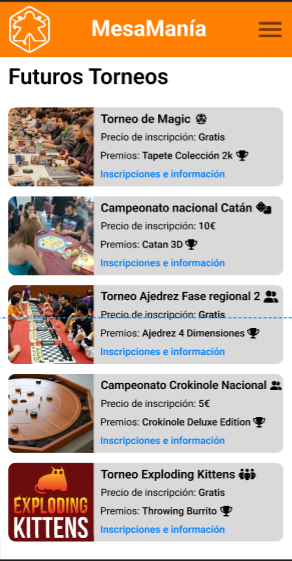 MesaManía
Futuros Torneos
Torneo de Magic
Precio de inscripción: Gratis
Premios: Tapete Colección 2k
Inscripciones e información
Campeonato nacional Catán
Precio de inscripción: 10€
Premios: Catan 3D
Inscripciones e información
Torneo Ajedrez Fase regional 2
Precio de inscripción: Gratis
Premios: Ajedrez 4 Dimensiones
Inscripciones e información
Campeonato Crokinole Nacional
Precio de inscripción: 5€
Premios: Crokinole Deluxe Edition
Inscripciones e información
EXPLODING
KITTENS
Torneo Exploding Kittens
Precio de inscripción: Gratis
Premios: Throwing Burrito
Inscripciones e información